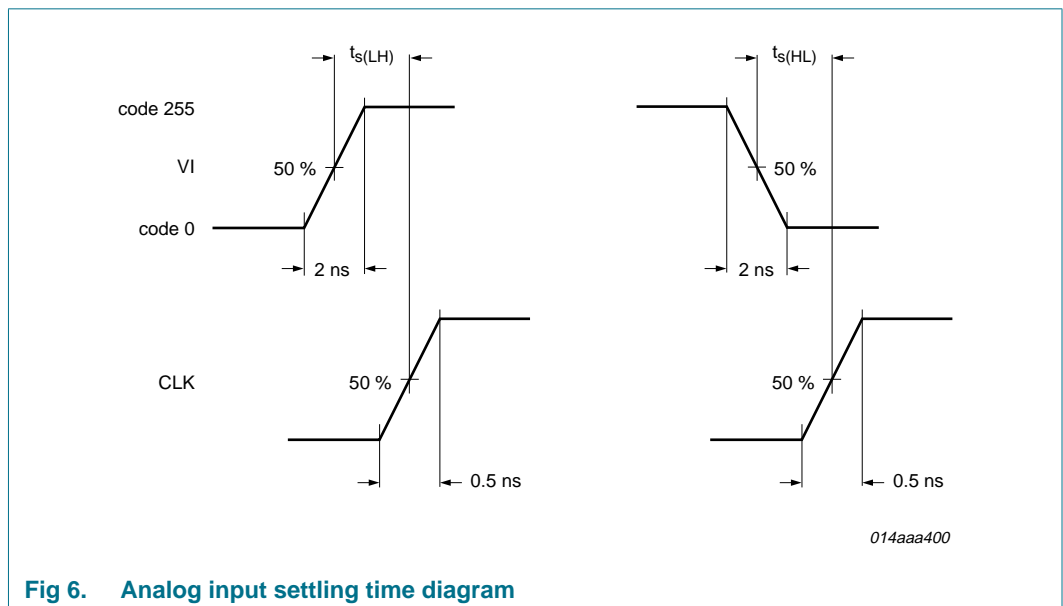 ts(LH) ts(HL)
code 255
VI 50 % 50 %
code 0
2 ns 2 ns
CLK 50 % 50 %
0.5 ns 0.5 ns
014aaa400
Fig 6. Analog input settling time diagram